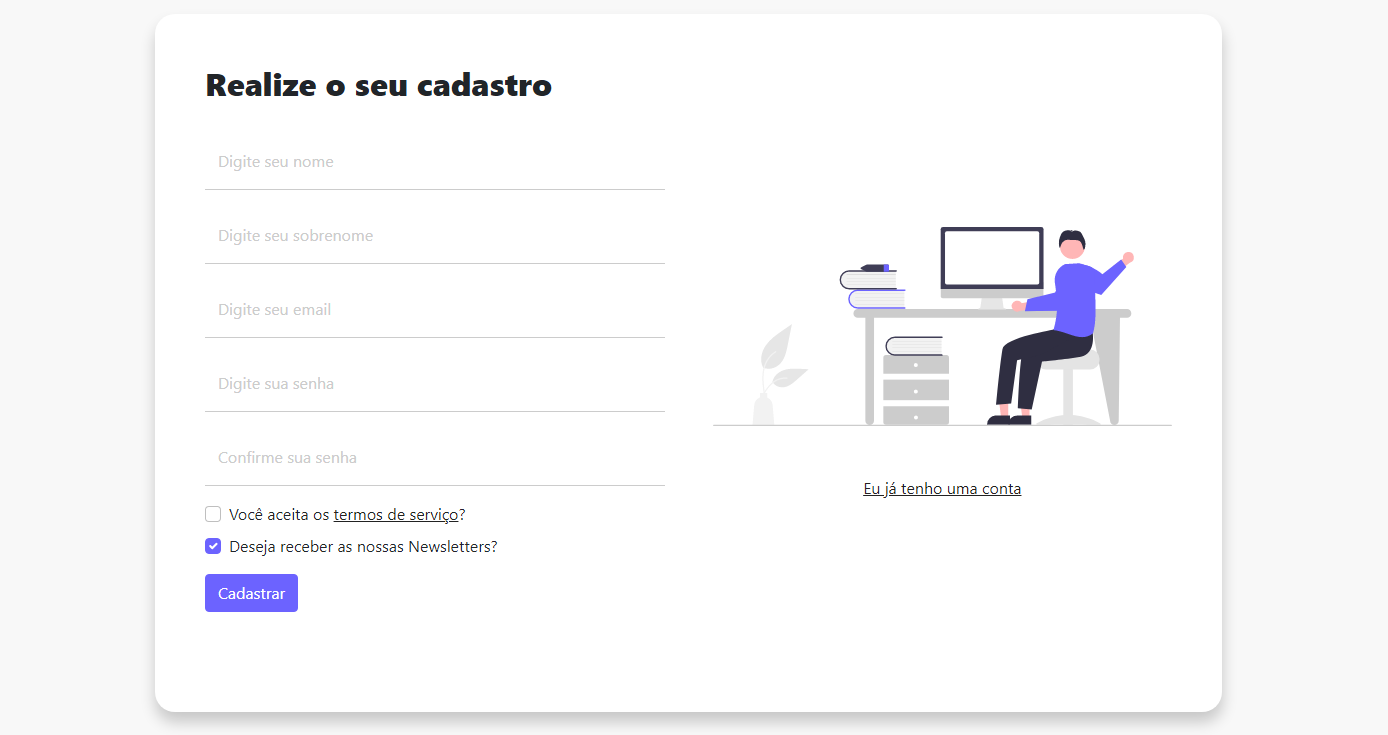 Realize o seu cadastro
Digite seu nome
Digite seu sobrenome
Digite seu email
Digite sua senha
Confirme sua senha
Você aceita os termos de serviço?
Deseja receber as nossas Newsletters?
Cadastrar
Eu já tenho uma conta